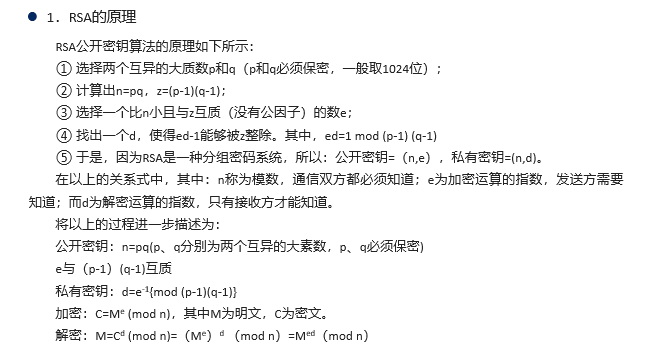 ● 1. RSA的原理
RSA公开密钥算法的原理如下所示：
① 选择两个互异的大质数p和q（p和q必须保密，一般取1024位）；
② 计算出n=pq，z=(p-1)(q-1)；
③ 选择一个比n小且与z互质（没有公因子）的数e；
④ 找出一个d，使得ed-1能够被z整除。其中，ed=1 mod (p-1) (q-1)
⑤ 于是，因为RSA是一种分组密码系统，所以：公开密钥=（n,e），私有密钥=(n,d)。
在以上的关系式中，其中：n称为模数，通信双方都必须知道；e为加密运算的指数，发送方需要
知道；而d为解密运算的指数，只有接收方才能知道。
将以上的过程进一步描述为：
公开密钥：n=pq(p、q分别为两个互异的大素数，p、q必须保密)
e与（p-1）(q-1)互质
私有密钥：d=e⁻¹{mod (p-1)(q-1)}
加密：C=Mᵉ (mod n)，其中M为明文，C为密文。
解密：M=Cᵈ (mod n)=（Mᵉ）ᵈ （mod n）=Mᵉᵈ（mod n）